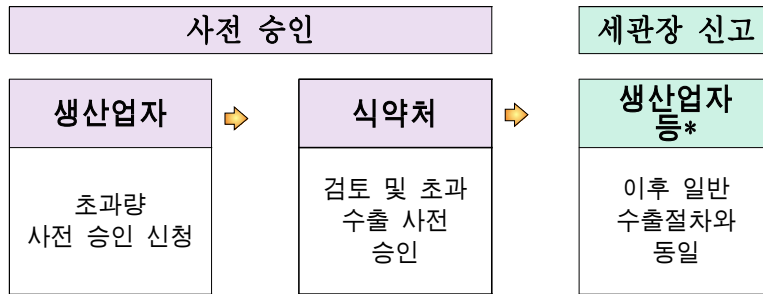 사전 승인
세관장 신고
생산업자
식약처
생산업자
등*
초과량
사전 승인 신청
검토 및 초과
수출 사전
승인
이후 일반
수출절차와
동일